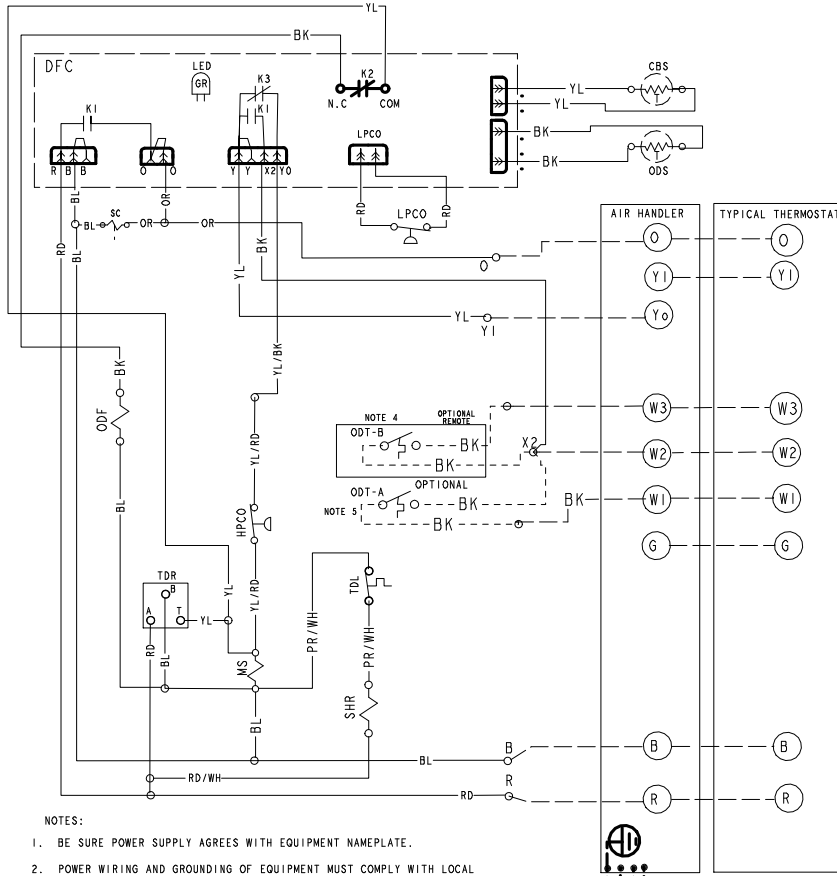 YL
BK
DFC
LED
GR
K3
K1
K2
N.C
COM
CBS
YL
YL
T
K1
LPCO
BK
BK
T
ODS
R B B
O O
Y Y X2 YO
BL
OR
SC
BL
OR
OR
RD
LPCO
RD
AIR HANDLER
TYPICAL THERMOSTAT
RD
BL
YL
BK
O
O
O
Y1
Y1
YL
Y1
Yo
YL/BK
BK
ODF
NOTE 4
OPTIONAL
REMOTE
ODT-B
BK
BK
X2
W3
W3
W2
W2
YL/RD
OPTIONAL
ODT-A
BK
NOTE 5
BK
BK
W1
W1
BL
HPCO
G
G
TDR
B
A
T
YL
YL
YL/RD
TDL
RD
BL
MS
PR/WH
PR/WH
SHR
BL
BL
B
B
B
RD/WH
R
RD
R
R
NOTES:
1. BE SURE POWER SUPPLY AGREES WITH EQUIPMENT NAMEPLATE.
2. POWER WIRING AND GROUNDING OF EQUIPMENT MUST COMPLY WITH LOCAL